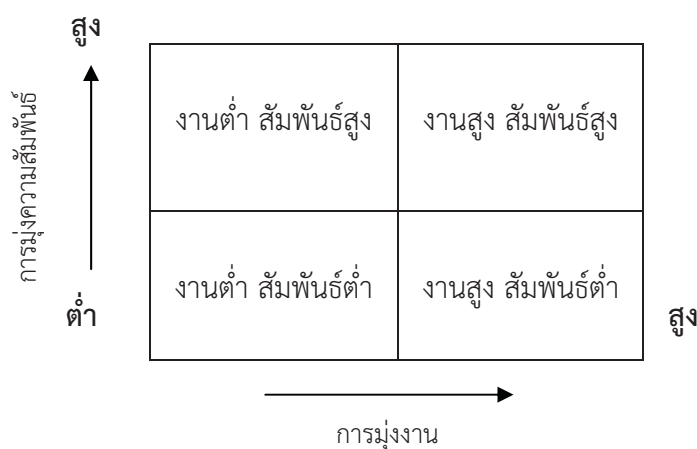 สูง
การมุ่งความสัมพันธ์
งานต่ำ สัมพันธ์สูง
งานสูง สัมพันธ์สูง
งานต่ำ สัมพันธ์ต่ำ
งานสูง สัมพันธ์ต่ำ
ต่ำ
สูง
การมุ่งงาน